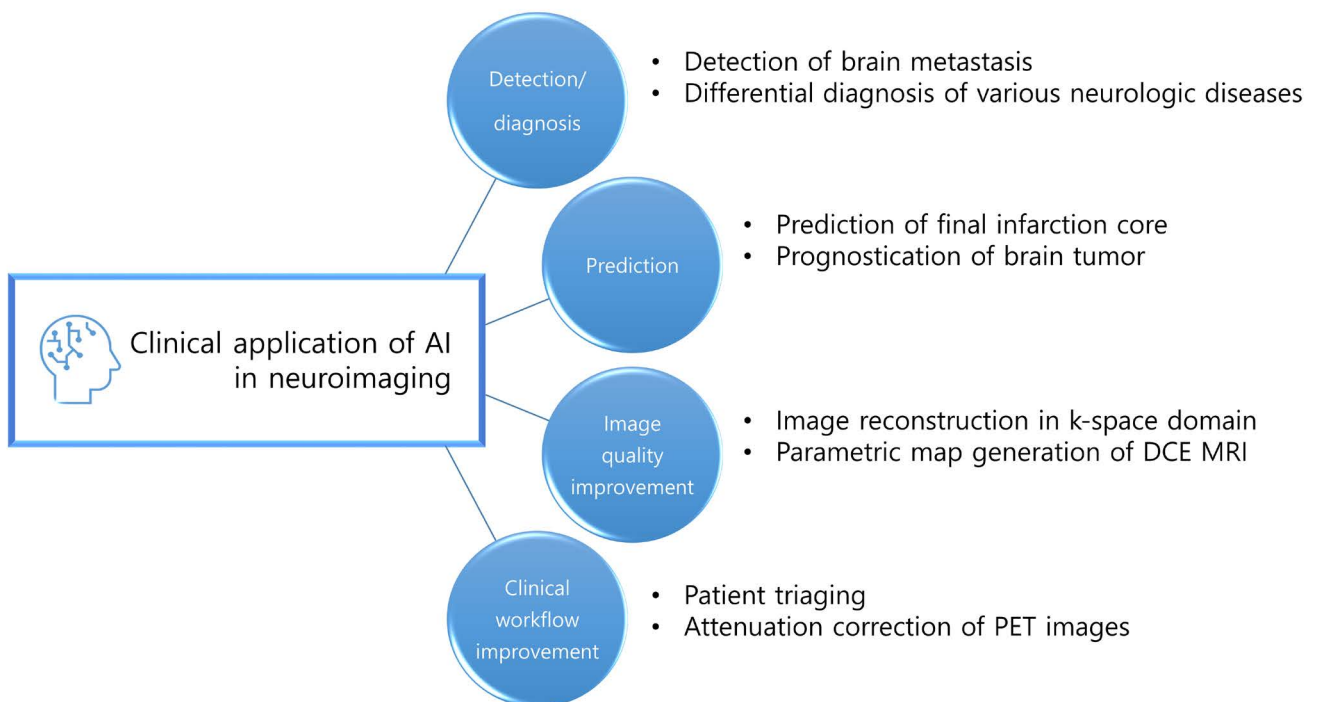 Detection/
diagnosis
• Detection of brain metastasis
• Differential diagnosis of various neurologic diseases
Prediction
• Prediction of final infarction core
• Prognostication of brain tumor
Clinical application of AI
in neuroimaging
Image
quality
improvement
• Image reconstruction in k-space domain
• Parametric map generation of DCE MRI
Clinical
workflow
improvement
• Patient triaging
• Attenuation correction of PET images